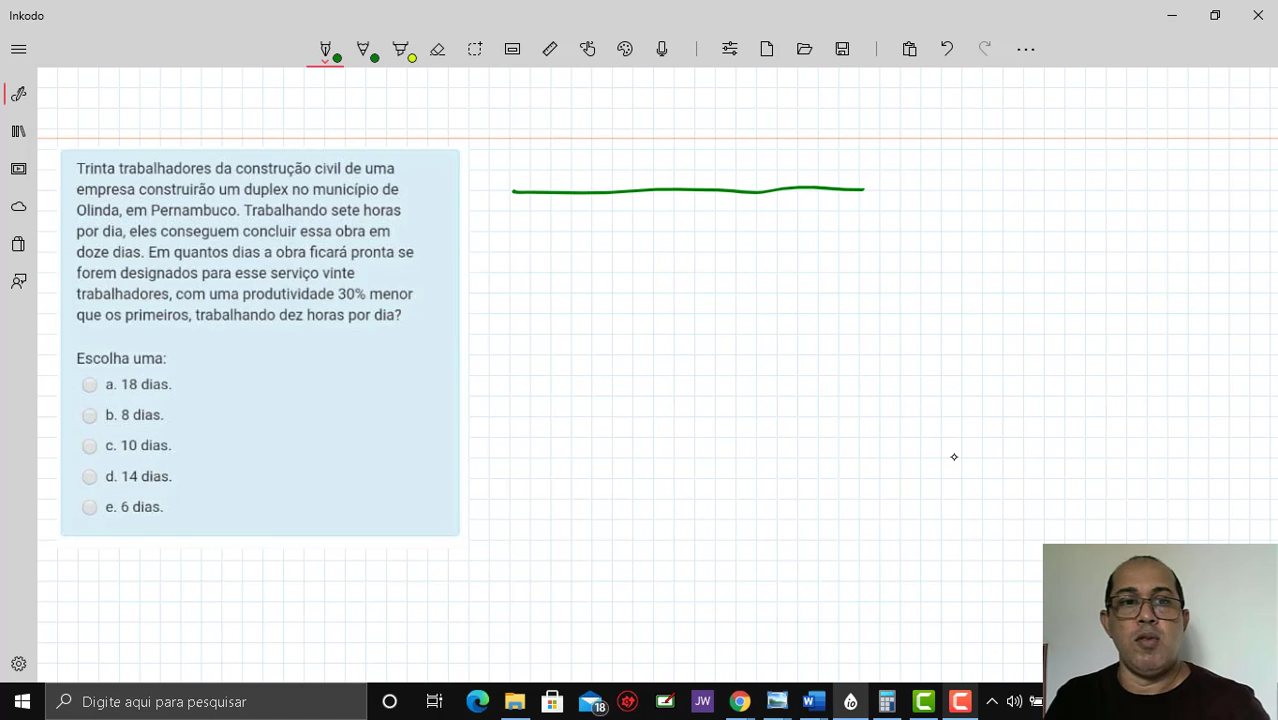 Inkodo
Trinta trabalhadores da construção civil de uma
empresa construirão um duplex no município de
Olinda, em Pernambuco. Trabalhando sete horas
por dia, eles conseguem concluir essa obra em
doze dias. Em quantos dias a obra ficará pronta se
forem designados para esse serviço vinte
trabalhadores, com uma produtividade 30% menor
que os primeiros, trabalhando dez horas por dia?
Escolha uma:
a. 18 dias.
b. 8 dias.
c. 10 dias.
d. 14 dias.
e. 6 dias.
Digite aqui para pesquisar
18
JW